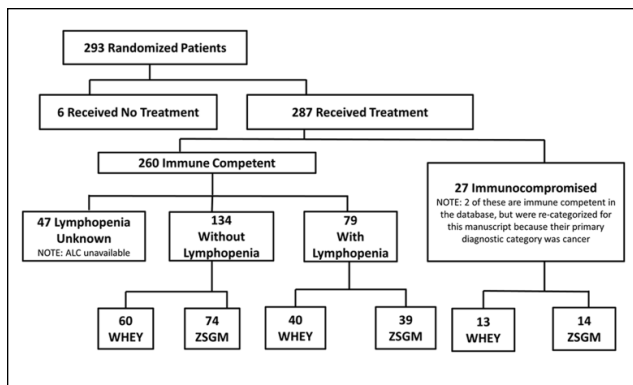 293 Randomized Patients
6 Received No Treatment
287 Received Treatment
260 Immune Competent
27 Immunocompromised
NOTE: 2 of these are immune competent in
the database, but were re-categorized for
this manuscript because their primary
diagnostic category was cancer
47 Lymphopenia
Unknown
NOTE: ALC unavailable
134
Without
Lymphopenia
79
With
Lymphopenia
60
WHEY
74
ZSGM
40
WHEY
39
ZSGM
13
WHEY
14
ZSGM